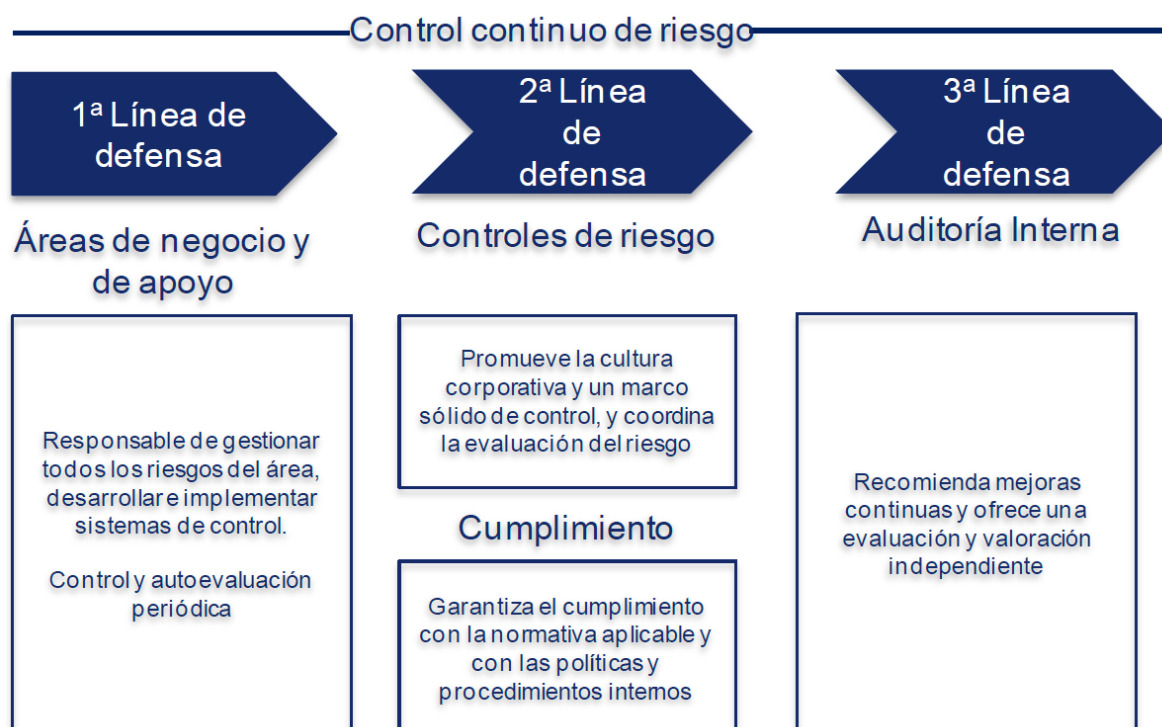 Control continuo de riesgo
1ª Línea de
defensa
2ª Línea
de
defensa
3ª Línea
de
defensa
Áreas de negocio y
de apoyo
Controles de riesgo
Auditoría Interna
Responsable de gestionar
todos los riesgos del área,
desarrollar e implementar
sistemas de control.
Control y autoevaluación
periódica
Promueve la cultura
corporativa y un marco
sólido de control, y coordina
la evaluación del riesgo
Cumplimiento
Garantiza el cumplimiento
con la normativa aplicable y
con las políticas y
procedimientos internos
Recomienda mejoras
continuas y ofrece una
evaluación y valoración
independiente